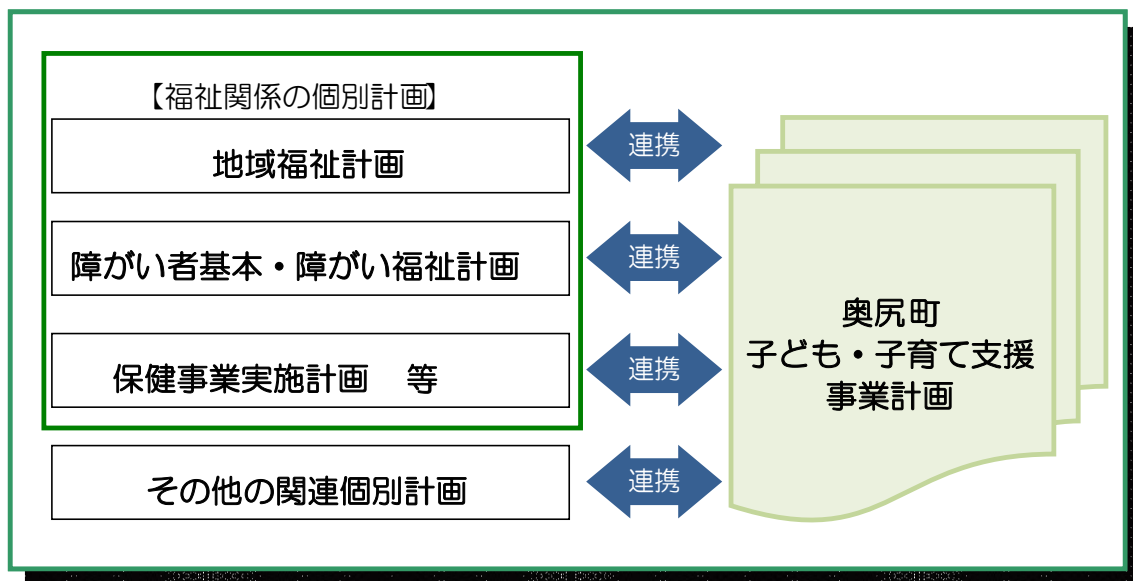 【福祉関係の個別計画】
地域福祉計画
連携
障がい者基本・障がい福祉計画
連携
保健事業実施計画　等
連携
その他の関連個別計画
連携
奥尻町
子ども・子育て支援
事業計画